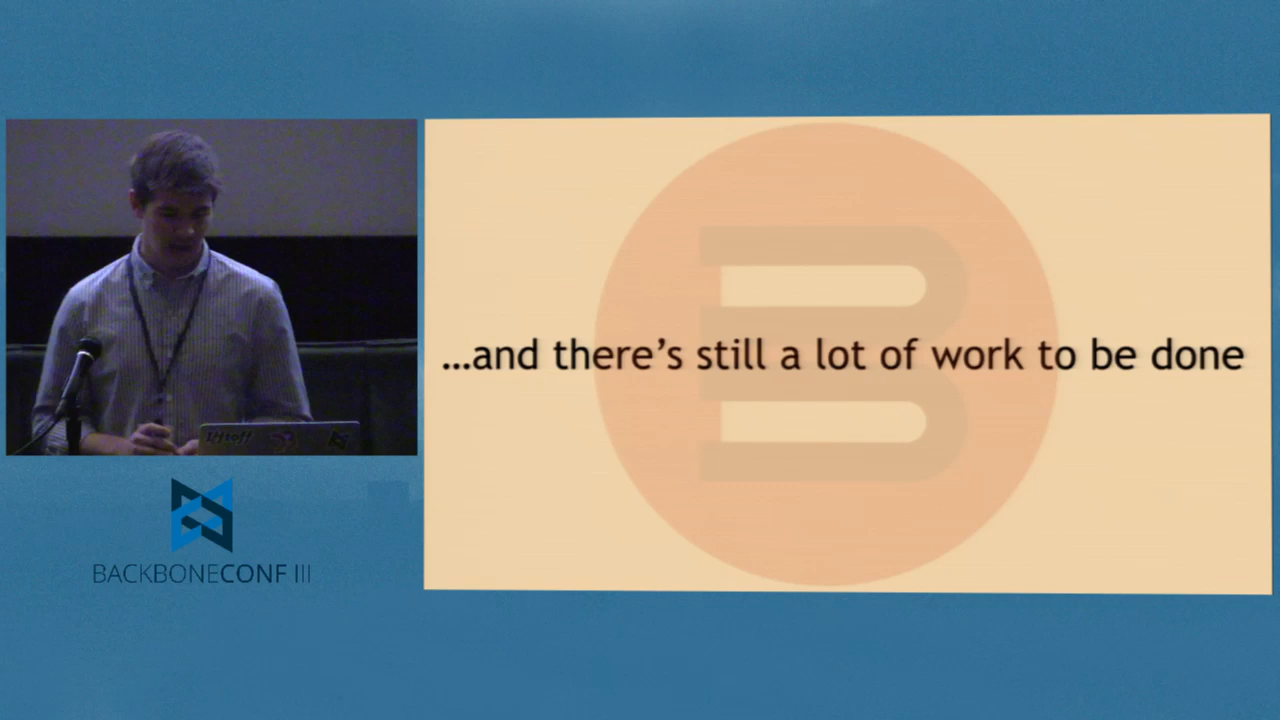 ...and there's still a lot of work to be done
BACKBONECONF III